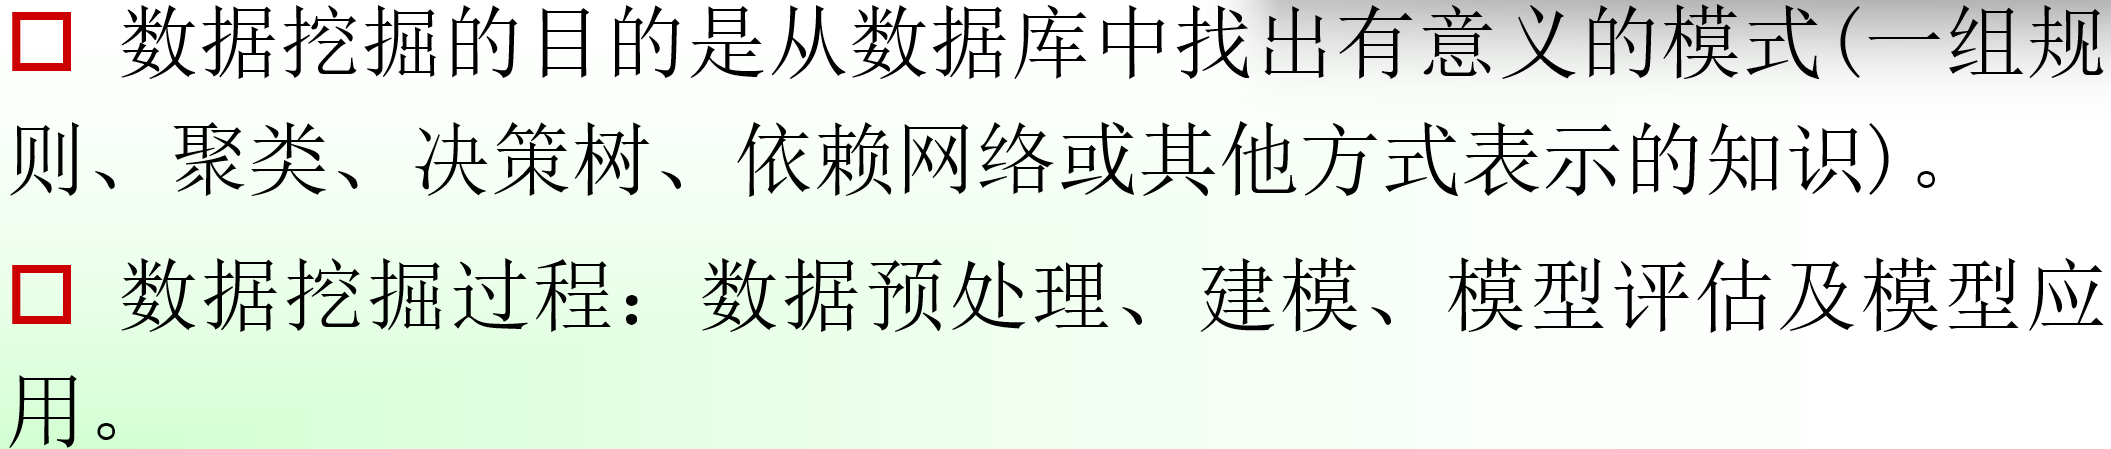 数据挖掘的目的是从数据库中找出有意义的模式(一组规
则、聚类、决策树、依赖网络或其他方式表示的知识)。
数据挖掘过程：数据预处理、建模、模型评估及模型应
用。